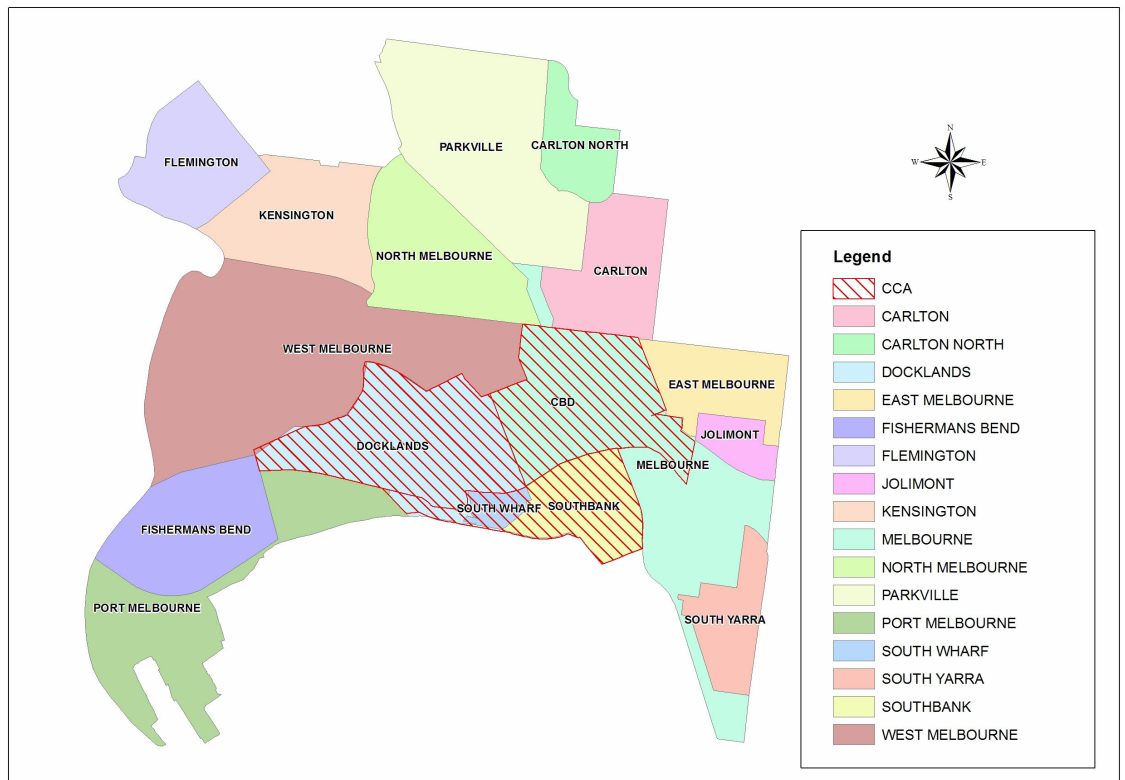 N
W
E
S
PARKVILLE
CARLTON NORTH
FLEMINGTON
KENSINGTON
NORTH MELBOURNE
CARLTON
WEST MELBOURNE
EAST MELBOURNE
CBD
JOLIMONT
DOCKLANDS
MELBOURNE
SOUTH WHARF
SOUTHBANK
FISHERMANS BEND
PORT MELBOURNE
SOUTH YARRA
Legend
CCA
CARLTON
CARLTON NORTH
DOCKLANDS
EAST MELBOURNE
FISHERMANS BEND
FLEMINGTON
JOLIMONT
KENSINGTON
MELBOURNE
NORTH MELBOURNE
PARKVILLE
PORT MELBOURNE
SOUTH WHARF
SOUTH YARRA
SOUTHBANK
WEST MELBOURNE